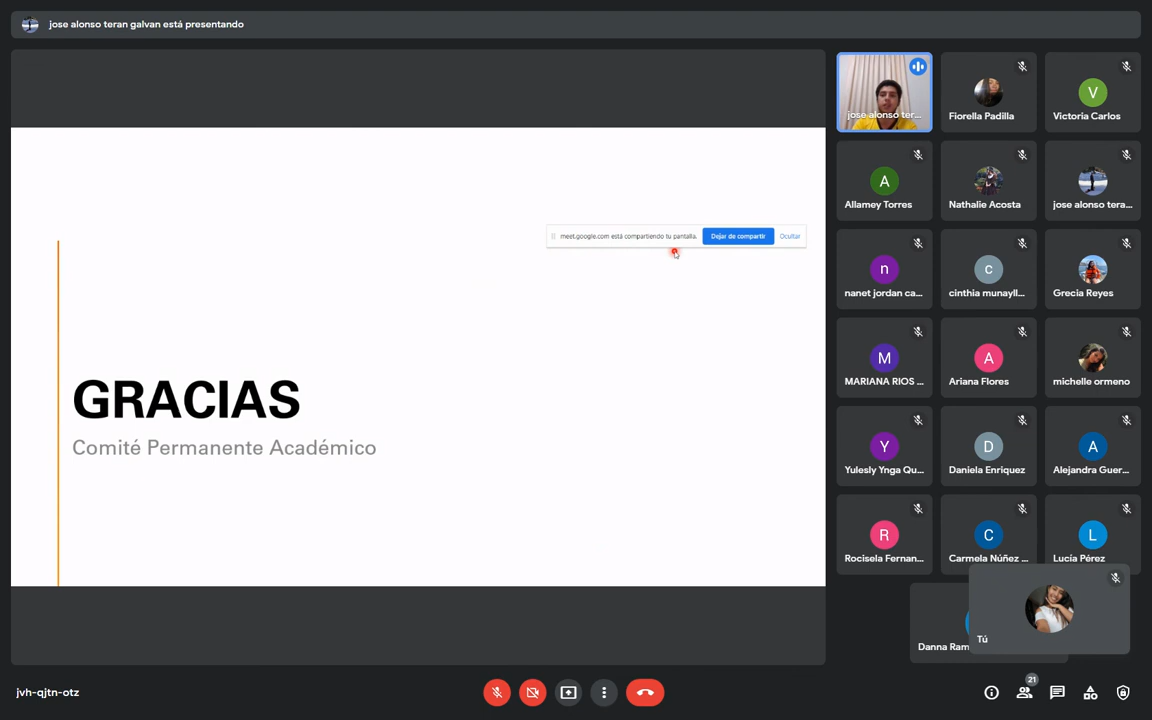 jose alonso teran galvan está presentando
meet.google.com está compartiendo tu pantalla.
Dejar de compartir
Ocultar
GRACIAS
Comité Permanente Académico
jose alonso ter...
Fiorella Padilla
V
Victoria Carlos
A
Allamey Torres
Nathalie Acosta
jose alonso tera...
n
nanet jordan ca...
c
cinthia munayll...
Grecia Reyes
M
MARIANA RIOS ...
A
Ariana Flores
michelle ormeno
Y
Yulesly Ynga Qu...
D
Daniela Enriquez
A
Alejandra Guer...
R
Rocisela Fernan...
C
Carmela Núñez ...
L
Lucía Pérez
Danna Ram
Tú
jvh-qjtn-otz
21